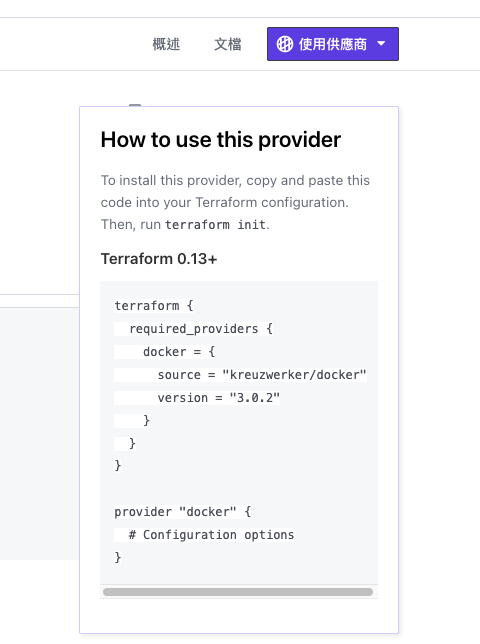 概述 文檔 使用供應商
How to use this provider
To install this provider, copy and paste this
code into your Terraform configuration.
Then, run terraform init.
Terraform 0.13+
terraform {
  required_providers {
    docker = {
      source = "kreuzwerker/docker"
      version = "3.0.2"
    }
  }
}

provider "docker" {
  # Configuration options
}